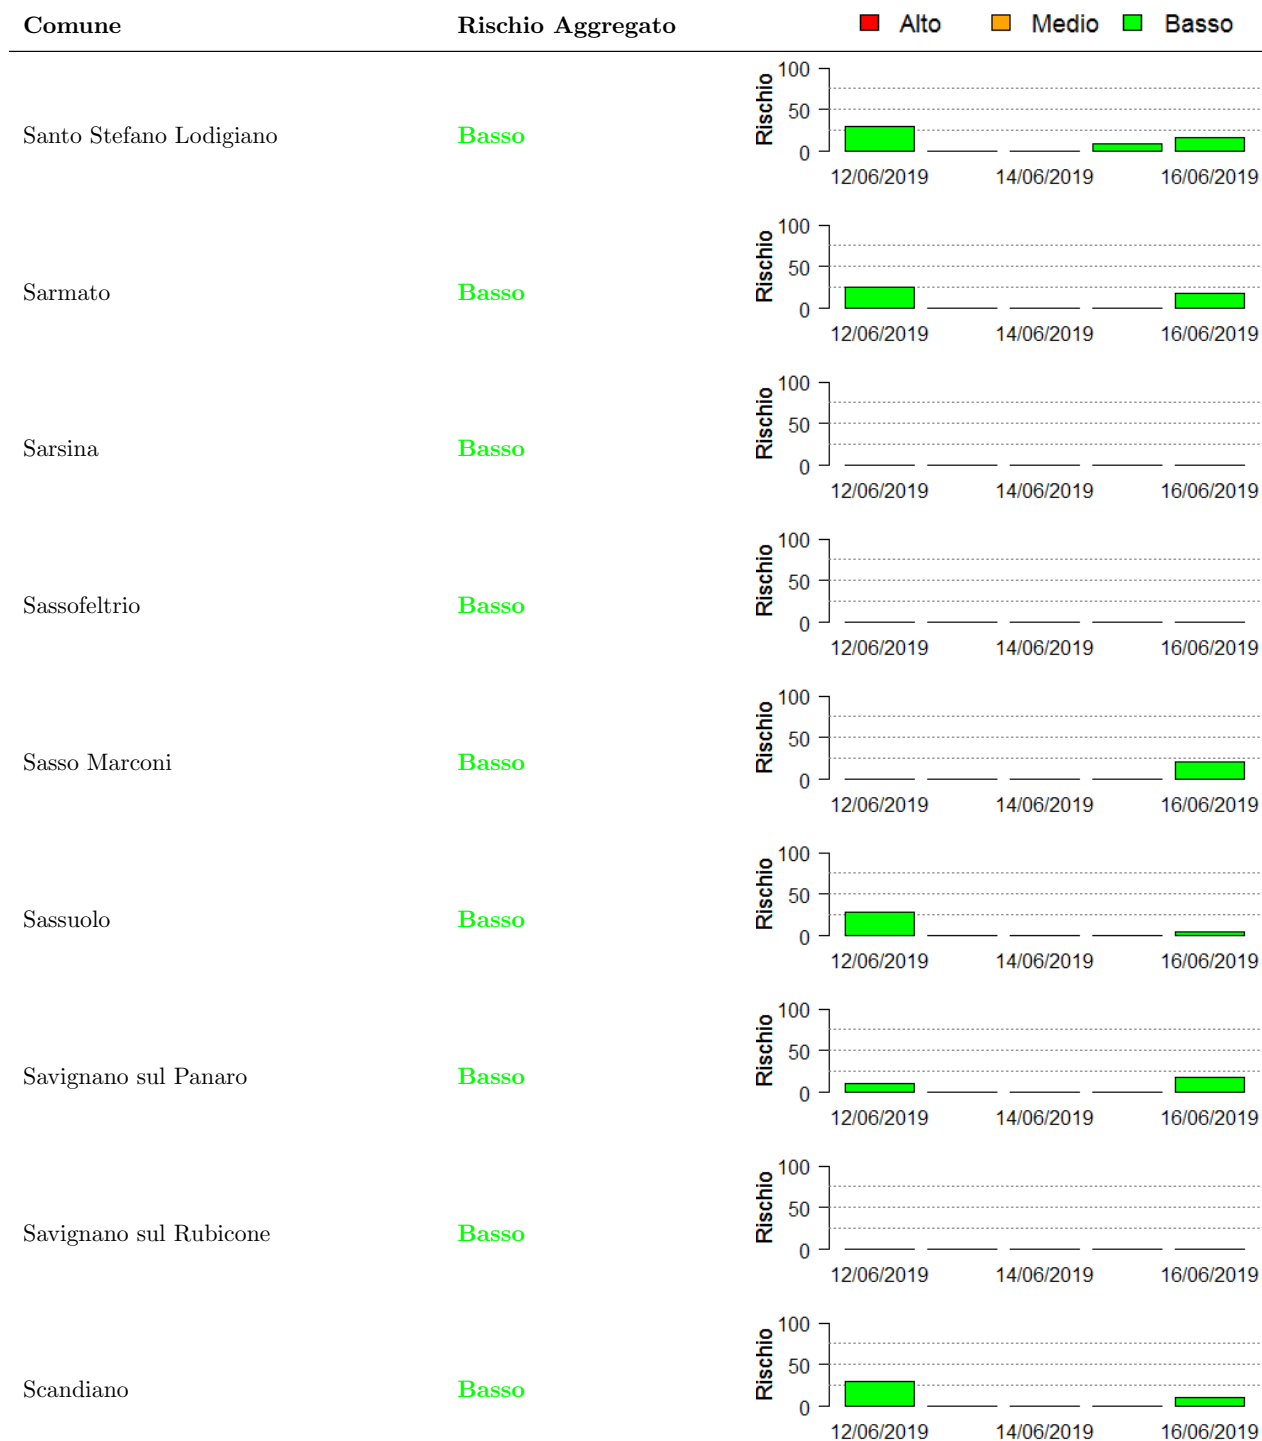 Comune Rischio Aggregato Alto Medio Basso
100
50
0
Rischio
Santo Stefano Lodigiano Basso
12/06/2019 14/06/2019 16/06/2019
100
50
0
Rischio
Sarmato Basso
12/06/2019 14/06/2019 16/06/2019
100
50
0
Rischio
Sarsina Basso
12/06/2019 14/06/2019 16/06/2019
100
50
0
Rischio
Sassofeltrio Basso
12/06/2019 14/06/2019 16/06/2019
100
50
0
Rischio
Sasso Marconi Basso
12/06/2019 14/06/2019 16/06/2019
100
50
0
Rischio
Sassuolo Basso
12/06/2019 14/06/2019 16/06/2019
100
50
0
Rischio
Savignano sul Panaro Basso
12/06/2019 14/06/2019 16/06/2019
100
50
0
Rischio
Savignano sul Rubicone Basso
12/06/2019 14/06/2019 16/06/2019
100
50
0
Rischio
Scandiano Basso
12/06/2019 14/06/2019 16/06/2019